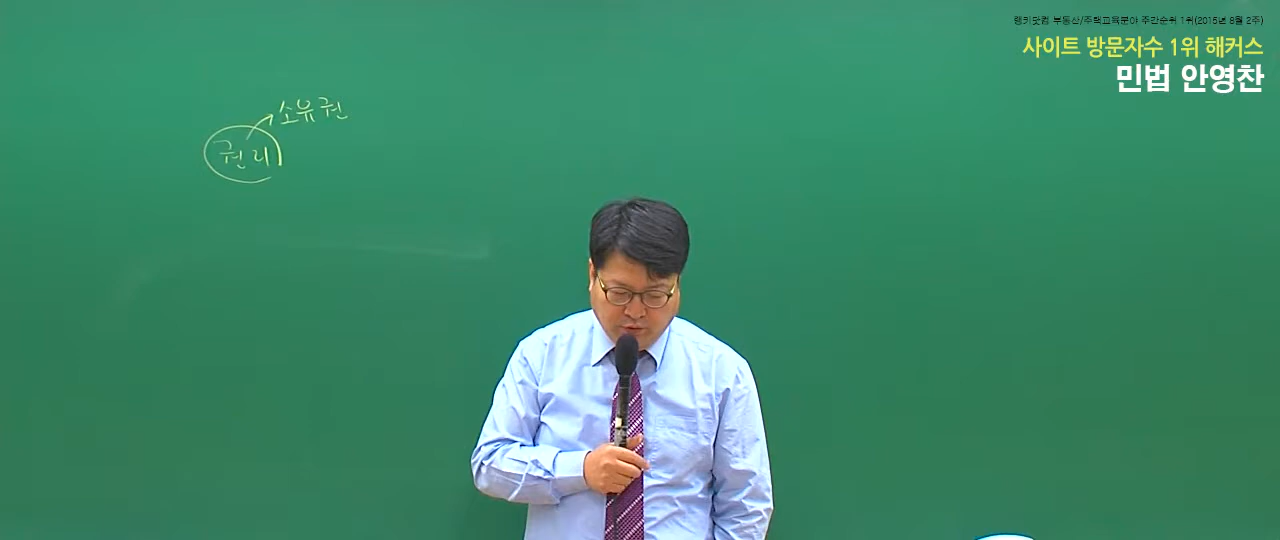 랭키닷컴 부동산/주택교육분야 주간순위 1위(2015년 8월 2주)
사이트 방문자수 1위 해커스
민법 안영찬
소유권
권리